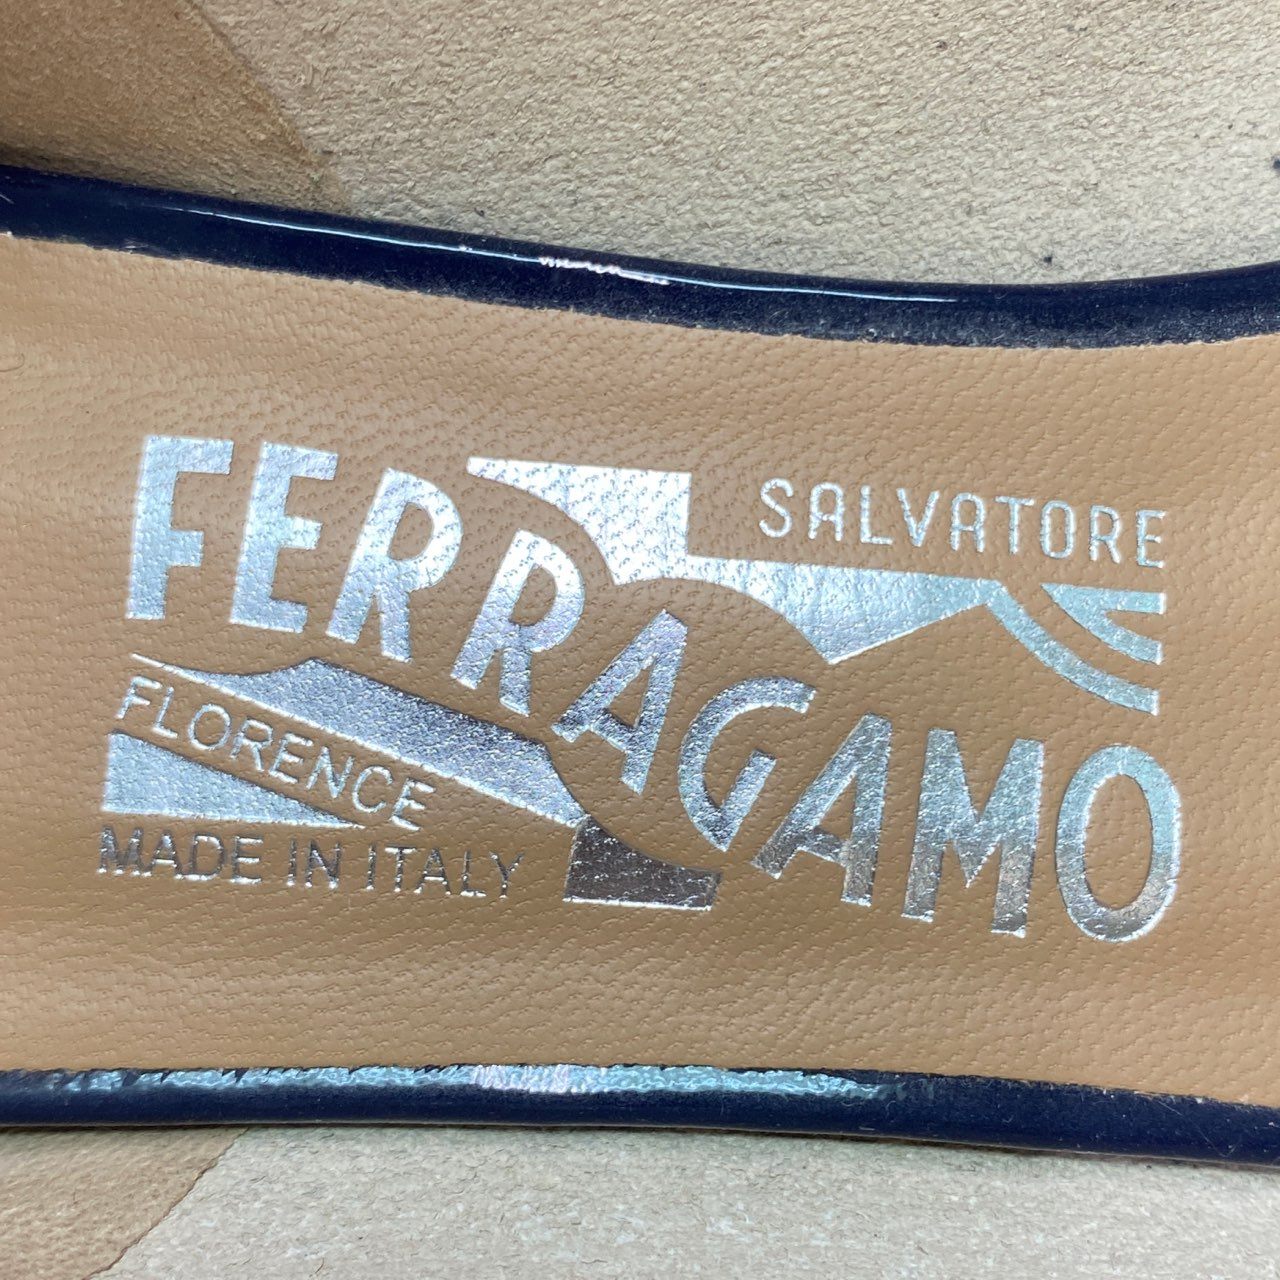 SALVATORE
FERRAGAMO
FLORENCE
MADE IN ITALY